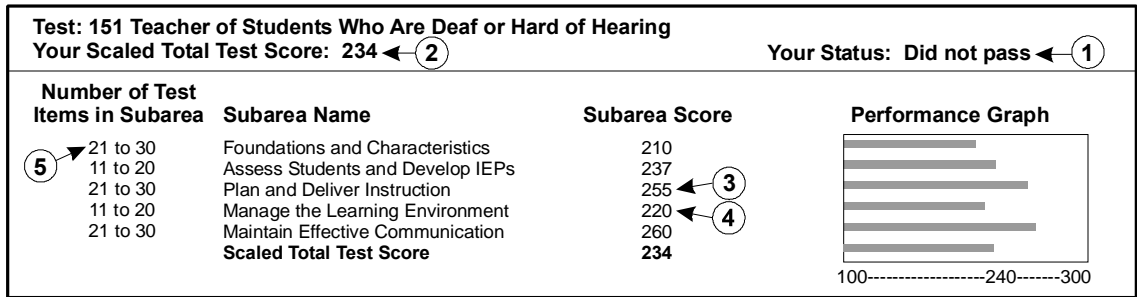 Test: 151 Teacher of Students Who Are Deaf or Hard of Hearing
Your Scaled Total Test Score: 234 2 Your Status: Did not pass 1
Number of Test
Items in Subarea Subarea Name Subarea Score Performance Graph
5 21 to 30 Foundations and Characteristics 210
11 to 20 Assess Students and Develop IEPs 237
21 to 30 Plan and Deliver Instruction 255 3
11 to 20 Manage the Learning Environment 220 4
21 to 30 Maintain Effective Communication 260
Scaled Total Test Score 234
100-------------------240-------300